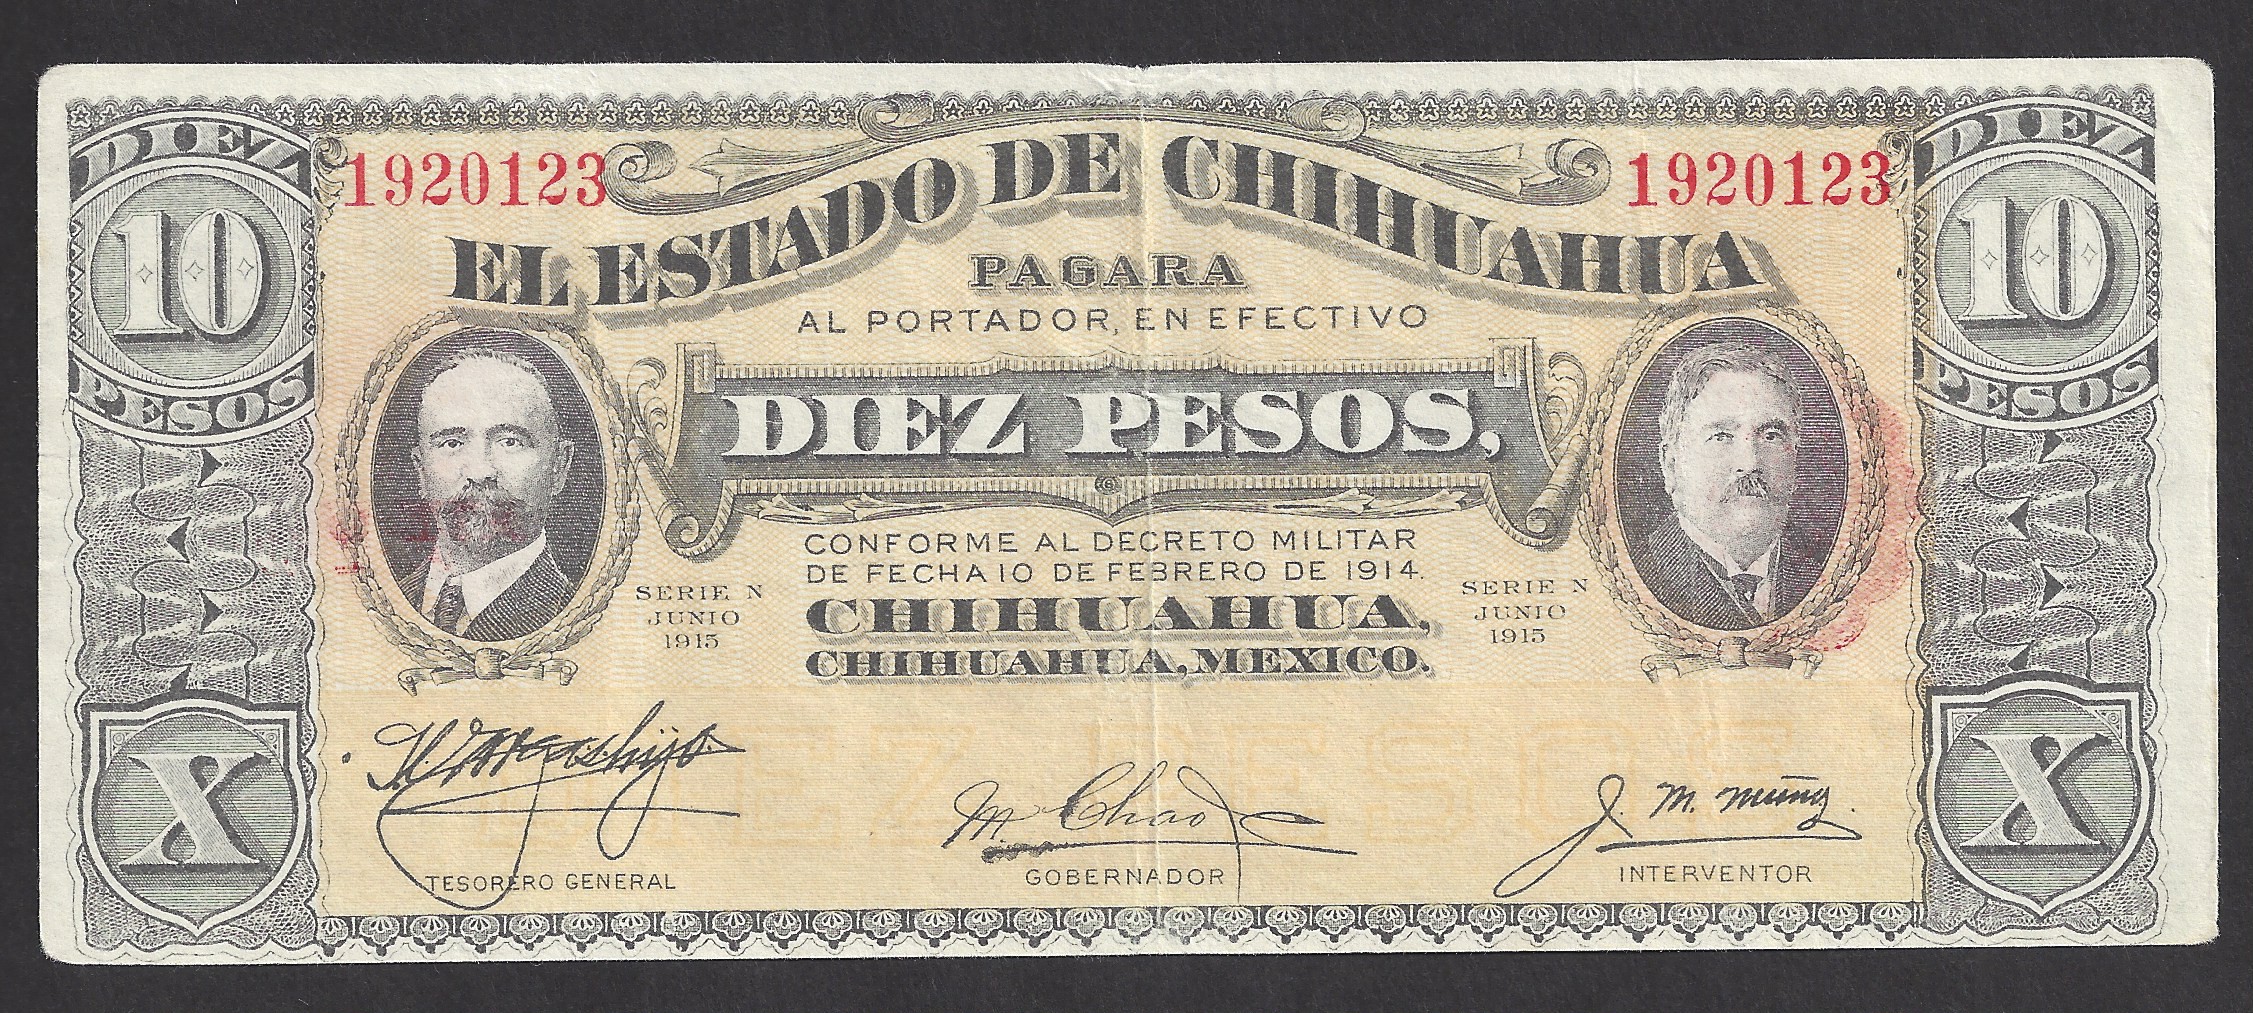 DIEZ
10
PESOS
1920123
1920123
DIEZ
10
PESOS
EL ESTADO DE CHIHUAHUA
PAGARA
AL PORTADOR, EN EFECTIVO
DIEZ PESOS,
CONFORME AL DECRETO MILITAR
DE FECHA 10 DE FEBRERO DE 1914.
SERIE N
JUNIO
1915
SERIE N
JUNIO
1915
CHIHUAHUA,
CHIHUAHUA, MEXICO.
X
X
M Chao
J. M. Muñoz.
TESORERO GENERAL
GOBERNADOR
INTERVENTOR